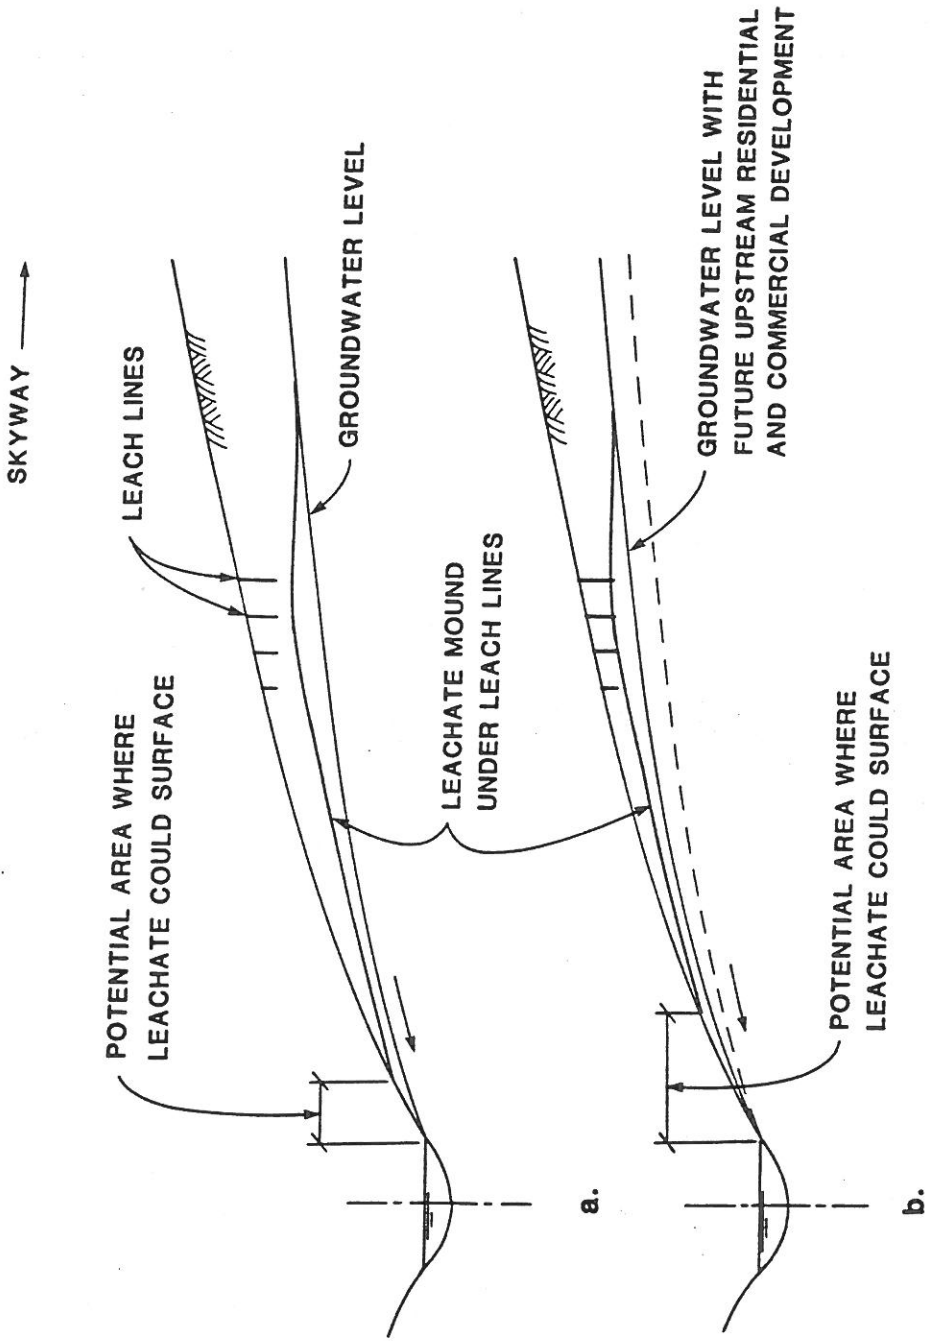 SKYWAY
LEACH LINES
GROUNDWATER LEVEL
POTENTIAL AREA WHERE
LEACHATE COULD SURFACE
LEACHATE MOUND
UNDER LEACH LINES
a.
GROUNDWATER LEVEL WITH
FUTURE UPSTREAM RESIDENTIAL
AND COMMERCIAL DEVELOPMENT
POTENTIAL AREA WHERE
LEACHATE COULD SURFACE
b.